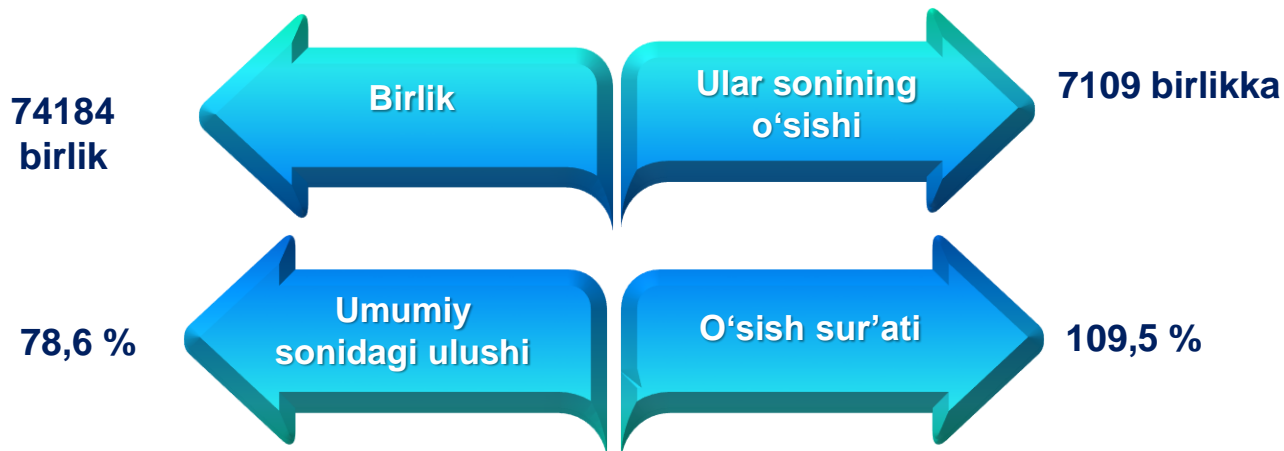 74184
birlik
Birlik
Ular sonining
o‘sishi
7109 birlikka
78,6 %
Umumiy
sonidagi ulushi
O‘sish sur’ati
109,5 %